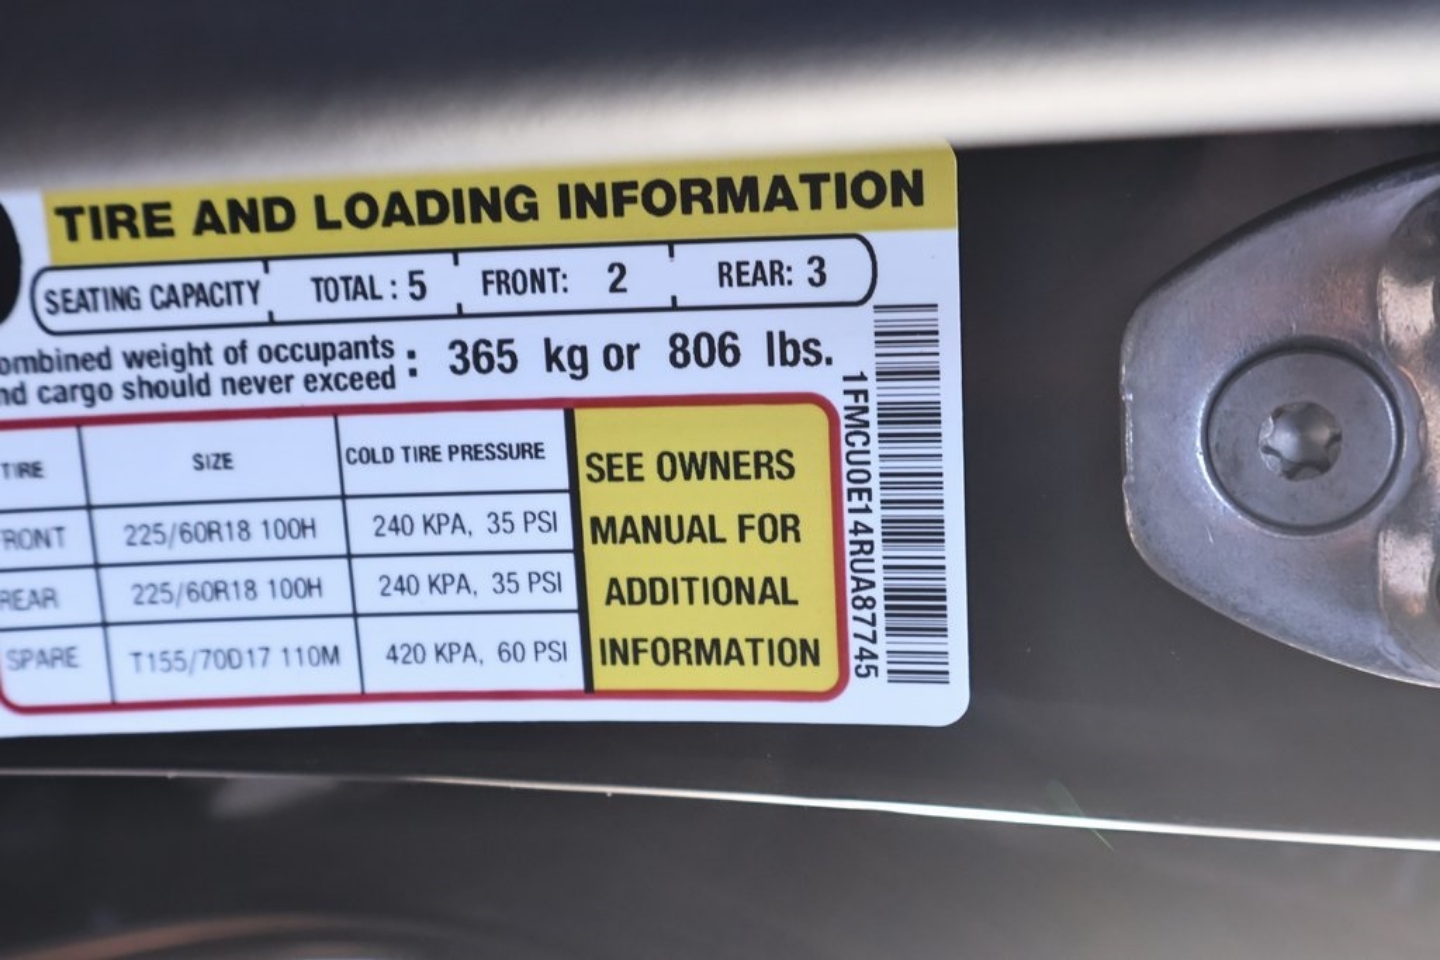 TIRE AND LOADING INFORMATION
SEATING CAPACITY TOTAL : 5 FRONT: 2 REAR: 3
ombined weight of occupants
nd cargo should never exceed : 365 kg or 806 lbs.
TIRE SIZE COLD TIRE PRESSURE
RONT 225/60R18 100H 240 KPA, 35 PSI
REAR 225/60R18 100H 240 KPA, 35 PSI
SPARE T155/70D17 110M 420 KPA, 60 PSI
SEE OWNERS
MANUAL FOR
ADDITIONAL
INFORMATION
1FMCU0E14RUA87745